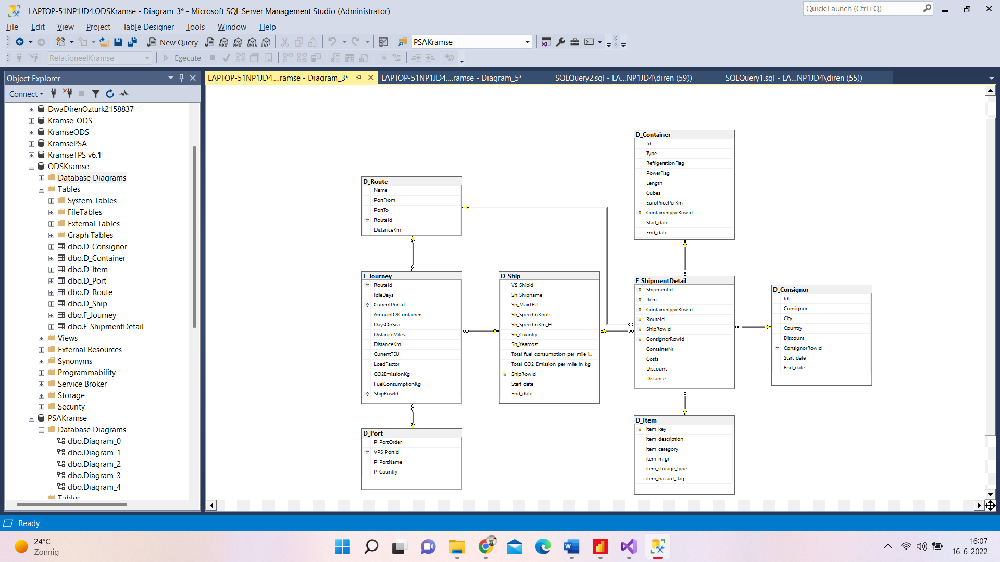 LAPTOP-51NP1JD4.ODSKramse - Diagram_3* - Microsoft SQL Server Management Studio (Administrator)
Quick Launch (Ctrl+Q)
File Edit View Project Table Designer Tools Window Help
New Query MDX DMX XMLA DAX PSAKramse
RelationeelKramse Execute
Object Explorer
LAPTOP-51NP1JD4....ramse - Diagram_3*
LAPTOP-51NP1JD4....ramse - Diagram_5*
SQLQuery2.sql - LA...NP1JD4\diren (59))
SQLQuery1.sql - LA...NP1JD4\diren (55))
Connect
DwaDirenOzturk2158837
Kramse_ODS
KramseODS
KramsePSA
KramseTPS v6.1
ODSKramse
Database Diagrams
Tables
System Tables
FileTables
External Tables
Graph Tables
dbo.D_Consignor
dbo.D_Container
dbo.D_Item
dbo.D_Port
dbo.D_Route
dbo.D_Ship
dbo.F_Journey
dbo.F_ShipmentDetail
Views
External Resources
Synonyms
Programmability
Service Broker
Storage
Security
PSAKramse
Database Diagrams
dbo.Diagram_0
dbo.Diagram_1
dbo.Diagram_2
dbo.Diagram_3
dbo.Diagram_4
Tables
D_Route
Name
PortFrom
PortTo
RouteId
DistanceKm
F_Journey
RouteId
IdleDays
CurrentPortId
AmountOfContainers
DaysOnSea
DistanceMiles
DistanceKm
CurrentTEU
LoadFactor
CO2EmissionKg
FuelConsumptionKg
ShipRowId
D_Port
P_PortOrder
VPS_PortId
P_PortName
P_Country
D_Ship
VS_Shipid
Sh_Shipname
Sh_MaxTEU
Sh_SpeedInKnots
Sh_SpeedInKm_H
Sh_Country
Sh_Yearcost
Total_fuel_consumption_per_mile_i...
Total_CO2_Emission_per_mile_in_kg
ShipRowId
Start_date
End_date
D_Container
Id
Type
RefrigerationFlag
PowerFlag
Length
Cubes
EuroPricePerKm
ContainertypeRowId
Start_date
End_date
F_ShipmentDetail
ShipmentId
Item
ContainertypeRowId
RouteId
ShipRowId
ConsignorRowId
ContainerNr
Costs
Discount
Distance
D_Item
item_key
item_description
item_category
item_mfgr
item_storage_type
item_hazard_flag
D_Consignor
Id
Consignor
City
Country
Discount
ConsignorRowId
Start_date
End_date
Ready
24°C
Zonnig
16:07
16-6-2022